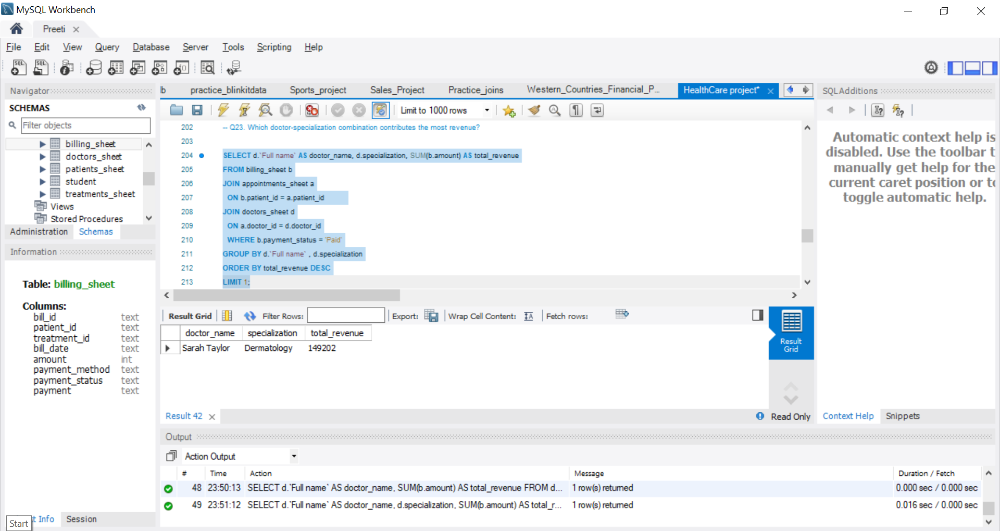 MySQL Workbench
Preeti
File Edit View Query Database Server Tools Scripting Help
Navigator
SCHEMAS
Filter objects
billing_sheet
doctors_sheet
patients_sheet
student
treatments_sheet
Views
Stored Procedures
Administration Schemas
Information
Table: billing_sheet
Columns:
bill_id text
patient_id text
treatment_id text
bill_date text
amount int
payment_method text
payment_status text
payment text
Start
t Info Session
lb practice_blinkitdata Sports_project Sales_Project Practice_joins Western_Countries_Financial_P... HealthCare project*
Limit to 1000 rows
202 -- Q23. Which doctor-specialization combination contributes the most revenue?
203
204 SELECT d.`Full name` AS doctor_name, d.specialization, SUM(b.amount) AS total_revenue
205 FROM billing_sheet b
206 JOIN appointments_sheet a
207 ON b.patient_id = a.patient_id
208 JOIN doctors_sheet d
209 ON a.doctor_id = d.doctor_id
210 WHERE b.payment_status = 'Paid'
211 GROUP BY d.`Full name` , d.specialization
212 ORDER BY total_revenue DESC
213 LIMIT 1;
Result Grid Filter Rows: Export: Wrap Cell Content: Fetch rows:
doctor_name specialization total_revenue
Sarah Taylor Dermatology 149202
Result
Grid
Result 42 Read Only
SQLAdditions
Automatic context help is
disabled. Use the toolbar t
manually get help for the
current caret position or to
toggle automatic help.
Context Help Snippets
Output
Action Output
# Time Action Message Duration / Fetch
48 23:50:13 SELECT d.`Full name` AS doctor_name, SUM(b.amount) AS total_revenue FROM d... 1 row(s) returned 0.000 sec / 0.000 sec
49 23:51:12 SELECT d.`Full name` AS doctor_name, d.specialization, SUM(b.amount) AS total_r... 1 row(s) returned 0.016 sec / 0.000 sec